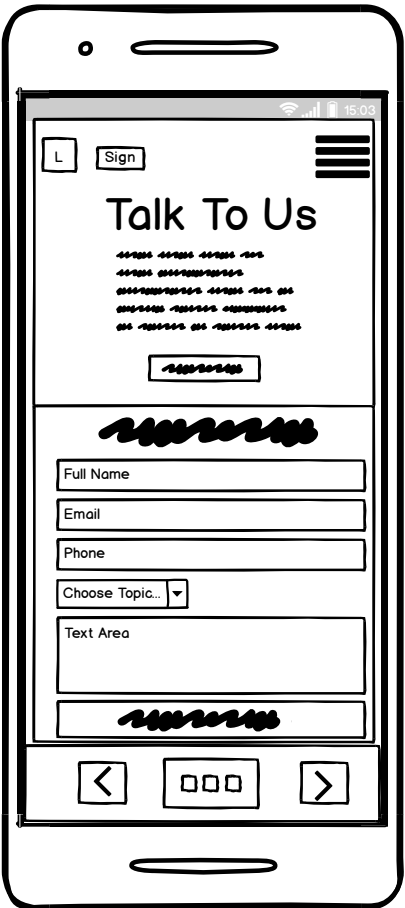 15:03
L
Sign
Talk To Us
Full Name
Email
Phone
Choose Topic...
Text Area